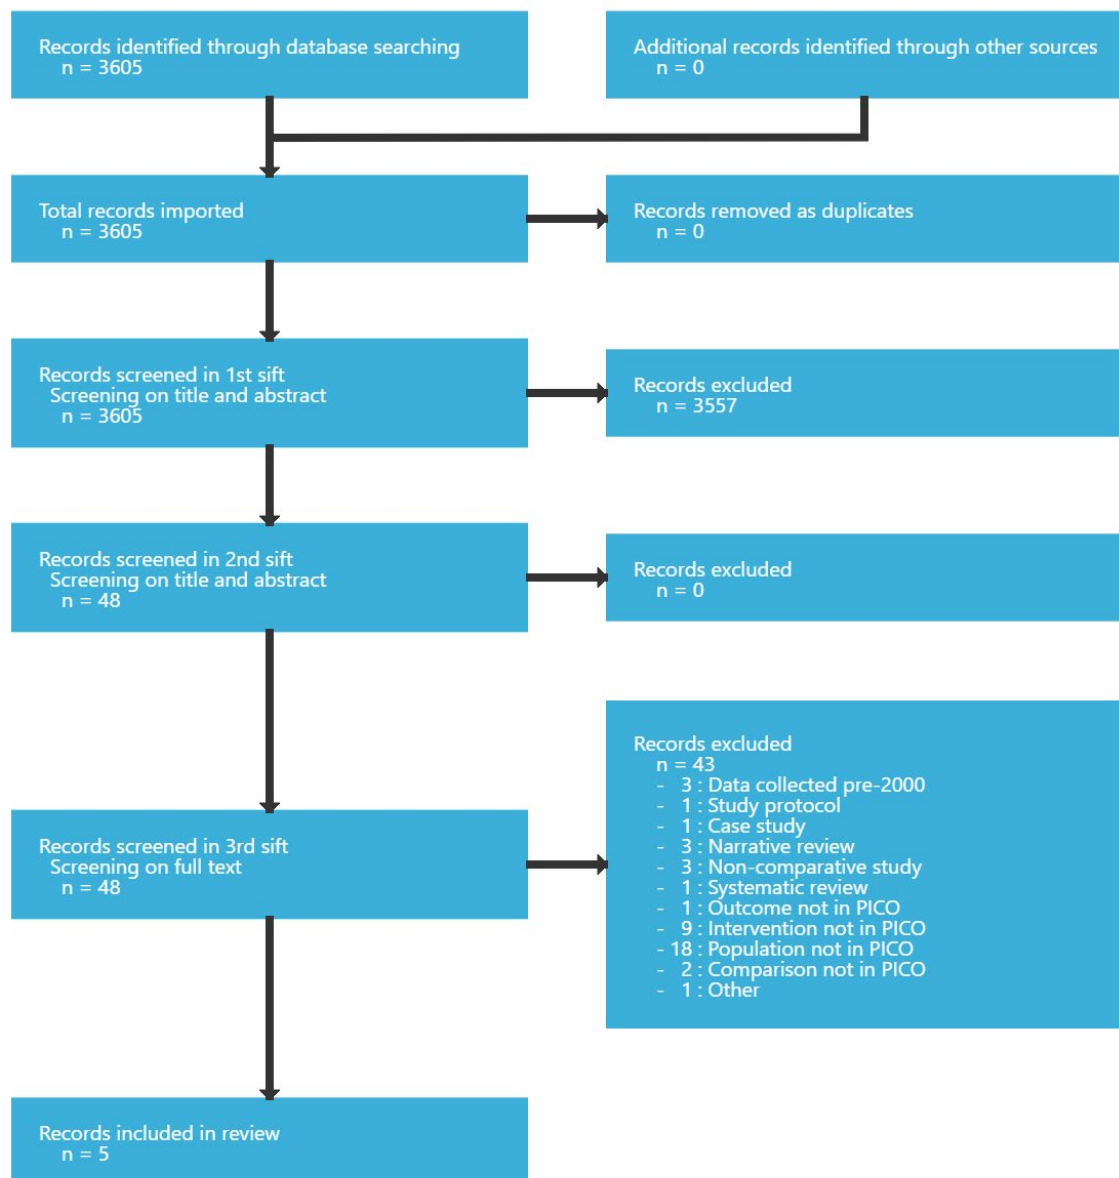 Records identified through database searching
n = 3605
Additional records identified through other sources
n = 0
Total records imported
n = 3605
Records removed as duplicates
n = 0
Records screened in 1st sift
Screening on title and abstract
n = 3605
Records excluded
n = 3557
Records screened in 2nd sift
Screening on title and abstract
n = 48
Records excluded
n = 0
Records screened in 3rd sift
Screening on full text
n = 48
Records excluded
n = 43
- 3 : Data collected pre-2000
- 1 : Study protocol
- 1 : Case study
- 3 : Narrative review
- 3 : Non-comparative study
- 1 : Systematic review
- 1 : Outcome not in PICO
- 9 : Intervention not in PICO
- 18 : Population not in PICO
- 2 : Comparison not in PICO
- 1 : Other
Records included in review
n = 5